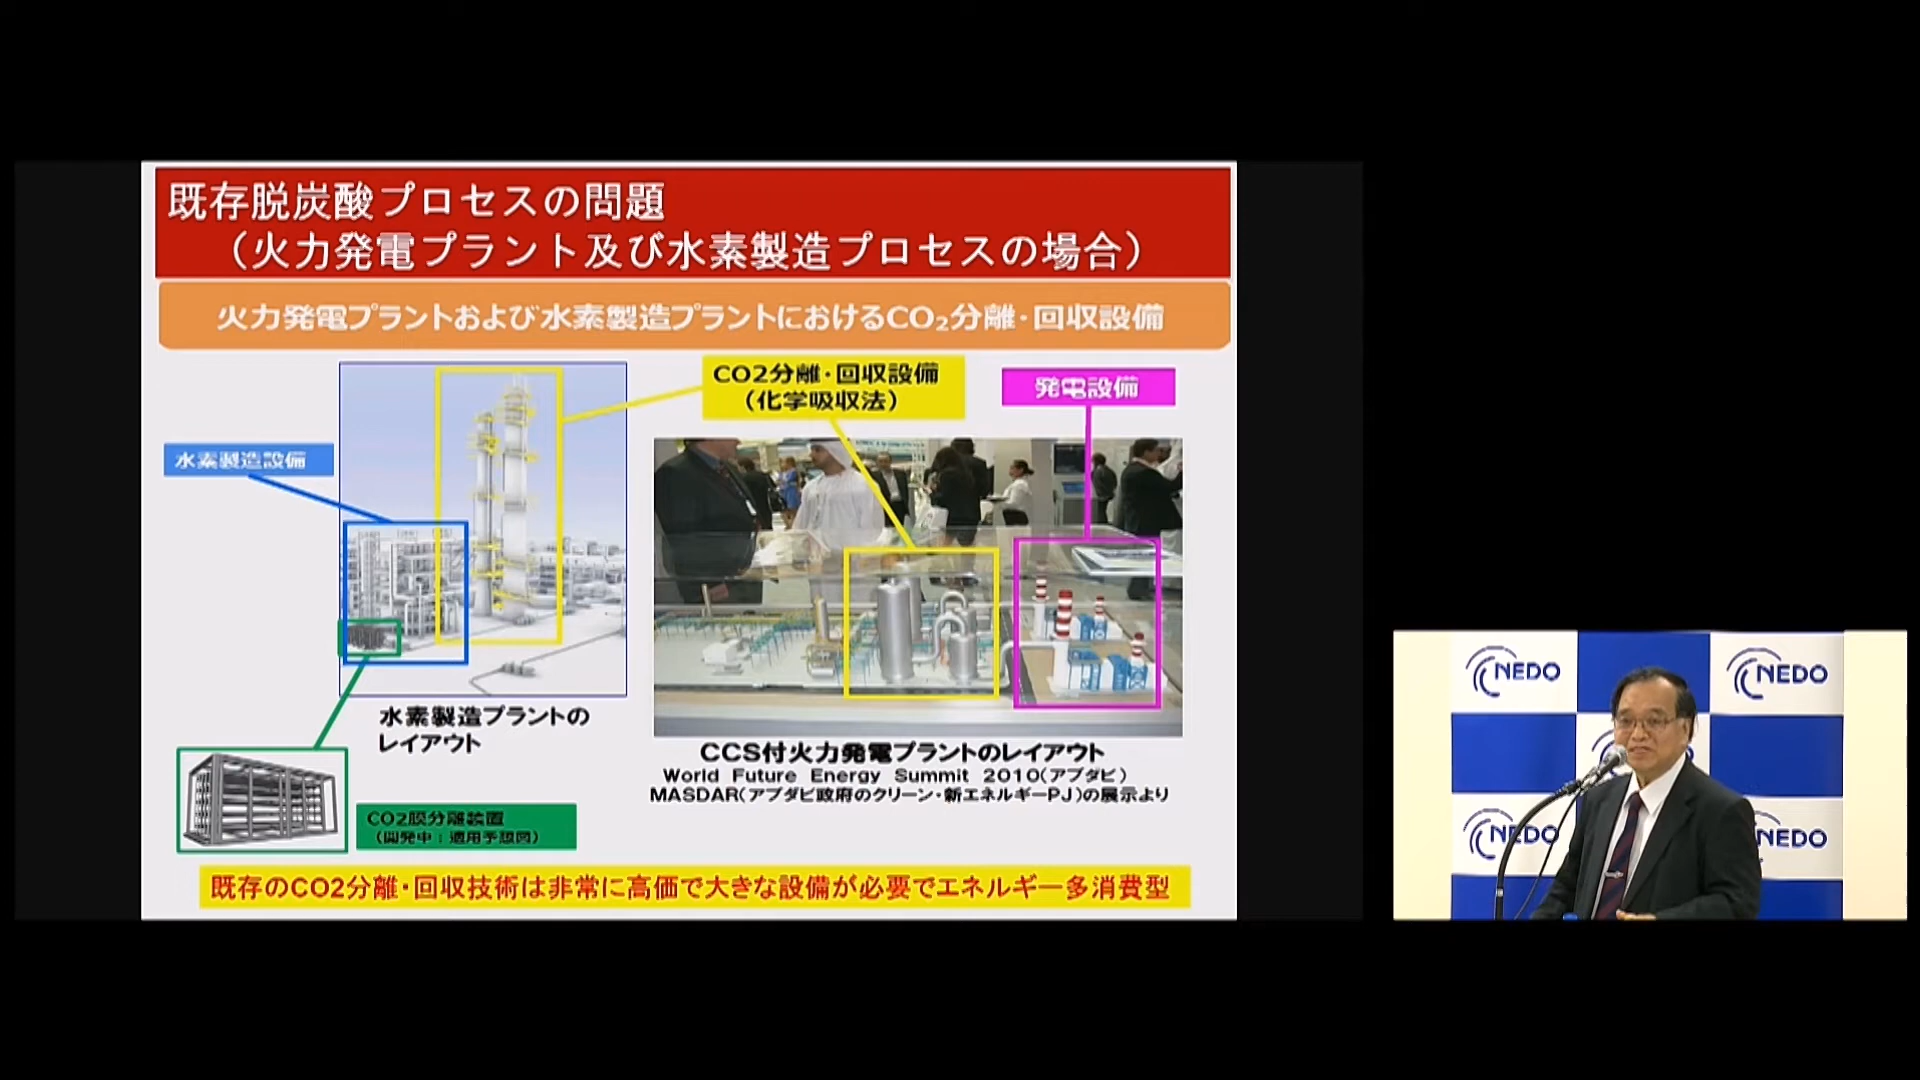 既存脱炭酸プロセスの問題
（火力発電プラント及び水素製造プロセスの場合）
火力発電プラントおよび水素製造プラントにおけるCO₂分離・回収設備
CO2分離・回収設備
（化学吸収法）
発電設備
水素製造設備
水素製造プラントの
レイアウト
CCS付火力発電プラントのレイアウト
World Future Energy Summit 2010(アブダビ)
MASDAR(アブダビ政府のクリーン・新エネルギーPJ)の展示より
CO2膜分離装置
（開発中：適用予想図）
既存のCO2分離・回収技術は非常に高価で大きな設備が必要でエネルギー多消費型
NEDO
NEDO
NEDO
NEDO